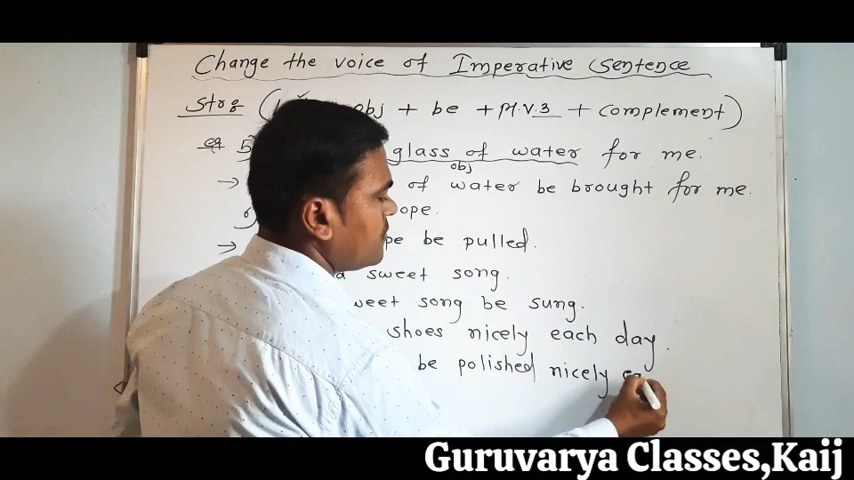 Change the voice of Imperative Sentence
Str8 ( obj + be + M.V.3 + complement)
eg glass of water for me.
obj
→ of water be brought for me.
ope.
→ pe be pulled.
a sweet song.
weet song be sung.
shoes nicely each day.
be polished nicely ea
Guruvarya Classes,Kaij